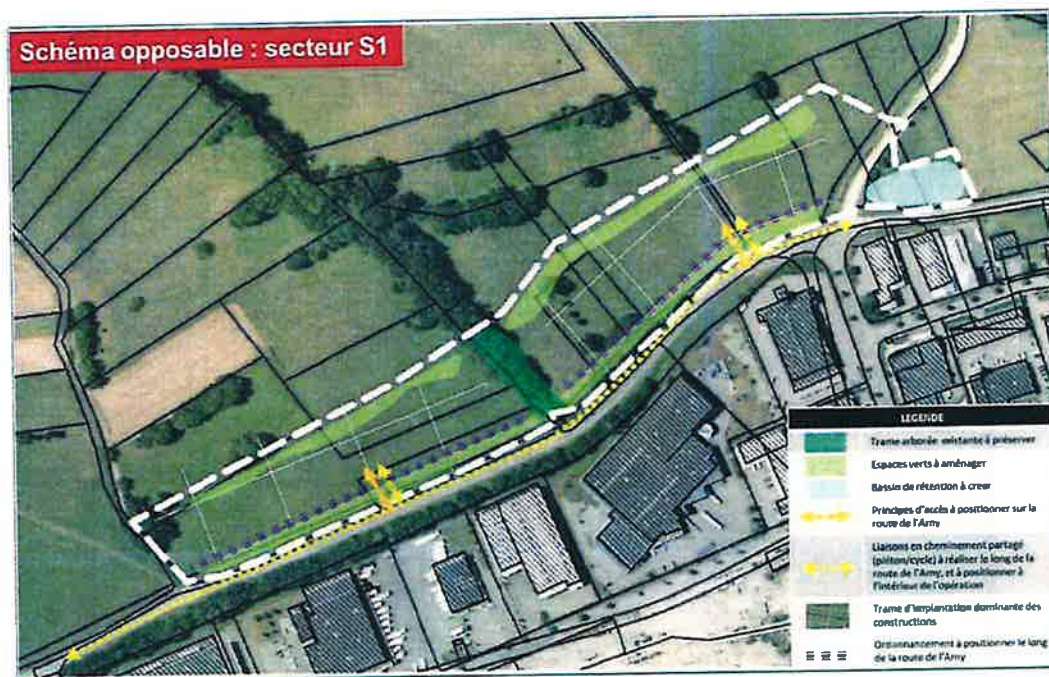 Schéma opposable : secteur S1
LEGENDE
Trame arborée existante à préserver
Espaces verts à aménager
Bassin de rétention à créer
Principes d'accès à positionner sur la
route de l'Arny
Liaisons en cheminement partagé
(piéton/cycle) à réaliser le long de la
route de l'Arny, et à positionner à
l'intérieur de l'opération
Trame d'implantation dominante des
constructions
Ordonnancement à positionner le long
de la route de l'Arny